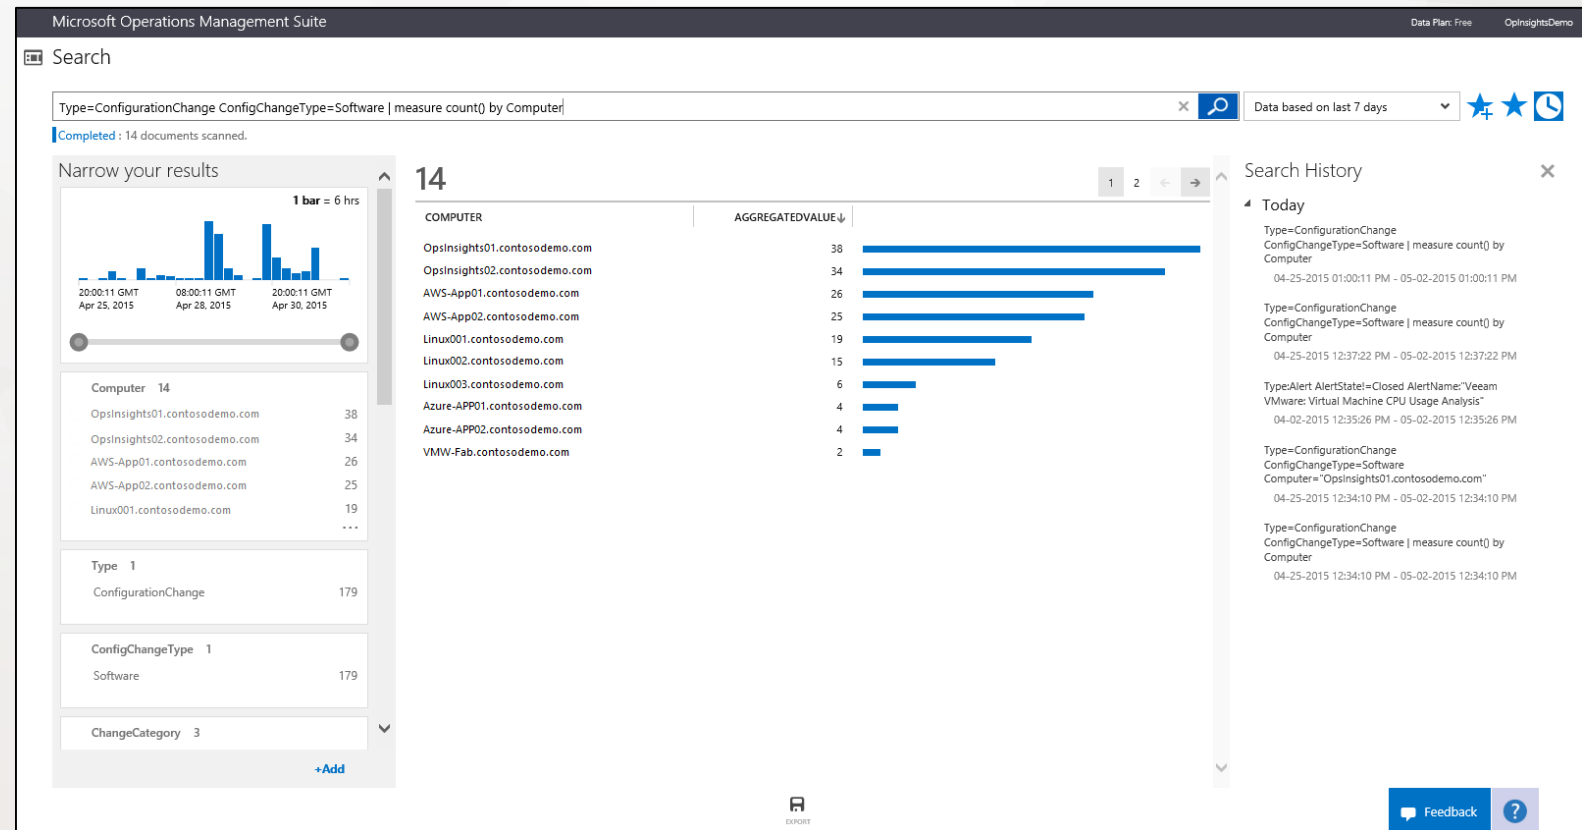 Microsoft Operations Management Suite
Data Plan: Free OpInsightsDemo
Search
Type=ConfigurationChange ConfigChangeType=Software | measure count() by Computer
Data based on last 7 days
Completed : 14 documents scanned.
Narrow your results
1 bar = 6 hrs
20:00:11 GMT 08:00:11 GMT 20:00:11 GMT
Apr 25, 2015 Apr 28, 2015 Apr 30, 2015
Computer 14
OpsInsights01.contosodemo.com 38
OpsInsights02.contosodemo.com 34
AWS-App01.contosodemo.com 26
AWS-App02.contosodemo.com 25
Linux001.contosodemo.com 19
...
Type 1
ConfigurationChange 179
ConfigChangeType 1
Software 179
ChangeCategory 3
+Add
14
1 2
COMPUTER AGGREGATEDVALUE
OpsInsights01.contosodemo.com 38
OpsInsights02.contosodemo.com 34
AWS-App01.contosodemo.com 26
AWS-App02.contosodemo.com 25
Linux001.contosodemo.com 19
Linux002.contosodemo.com 15
Linux003.contosodemo.com 6
Azure-APP01.contosodemo.com 4
Azure-APP02.contosodemo.com 4
VMW-Fab.contosodemo.com 2
EXPORT
Search History
Today
Type=ConfigurationChange
ConfigChangeType=Software | measure count() by
Computer
04-25-2015 01:00:11 PM - 05-02-2015 01:00:11 PM
Type=ConfigurationChange
ConfigChangeType=Software | measure count() by
Computer
04-25-2015 12:37:22 PM - 05-02-2015 12:37:22 PM
Type:Alert AlertState!=Closed AlertName:"Veeam
VMware: Virtual Machine CPU Usage Analysis"
04-02-2015 12:35:26 PM - 05-02-2015 12:35:26 PM
Type=ConfigurationChange
ConfigChangeType=Software
Computer="OpsInsights01.contosodemo.com"
04-25-2015 12:34:10 PM - 05-02-2015 12:34:10 PM
Type=ConfigurationChange
ConfigChangeType=Software | measure count() by
Computer
04-25-2015 12:34:10 PM - 05-02-2015 12:34:10 PM
Feedback ?